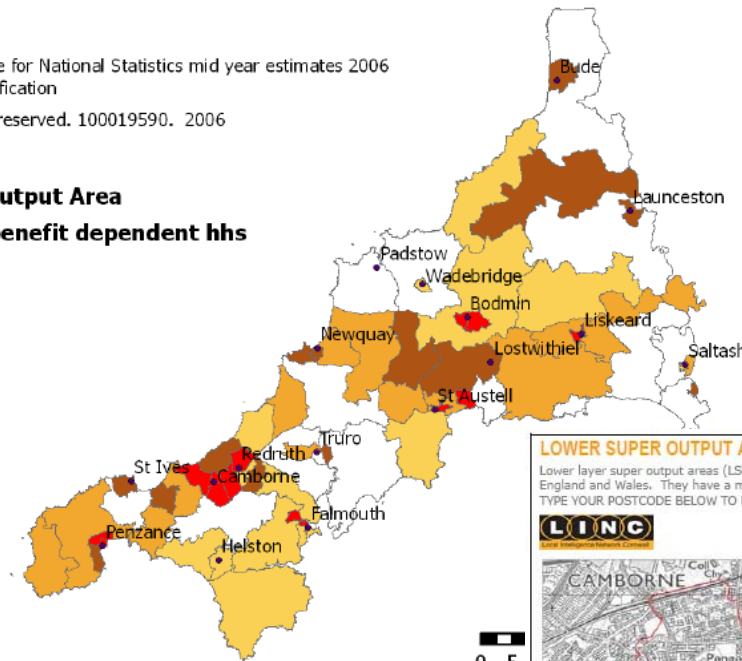 e for National Statistics mid year estimates 2006
fication
reserved. 100019590. 2006
utput Area
enefit dependent hhs
Bude
Launceston
Padstow
Wadebridge
Bodmin
Liskeard
Newquay
Lostwithiel
Saltash
St Austell
Truro
Redruth
St Ives
Camborne
Falmouth
Penzance
Helston
LOWER SUPER OUTPUT A
Lower layer super output areas (LS
England and Wales. They have a m
TYPE YOUR POSTCODE BELOW TO
LINC
Local Intelligence Network Cornwall
CAMBORNE
0 5